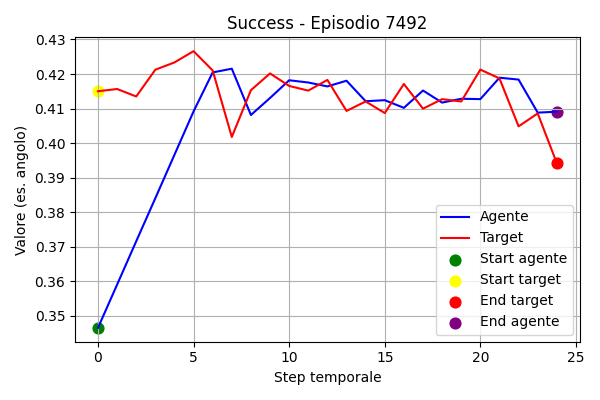 Success - Episodio 7492
Valore (es. angolo)
0.43
0.42
0.41
0.40
0.39
0.38
0.37
0.36
0.35
0
5
10
15
20
25
Step temporale
Agente
Target
Start agente
Start target
End target
End agente